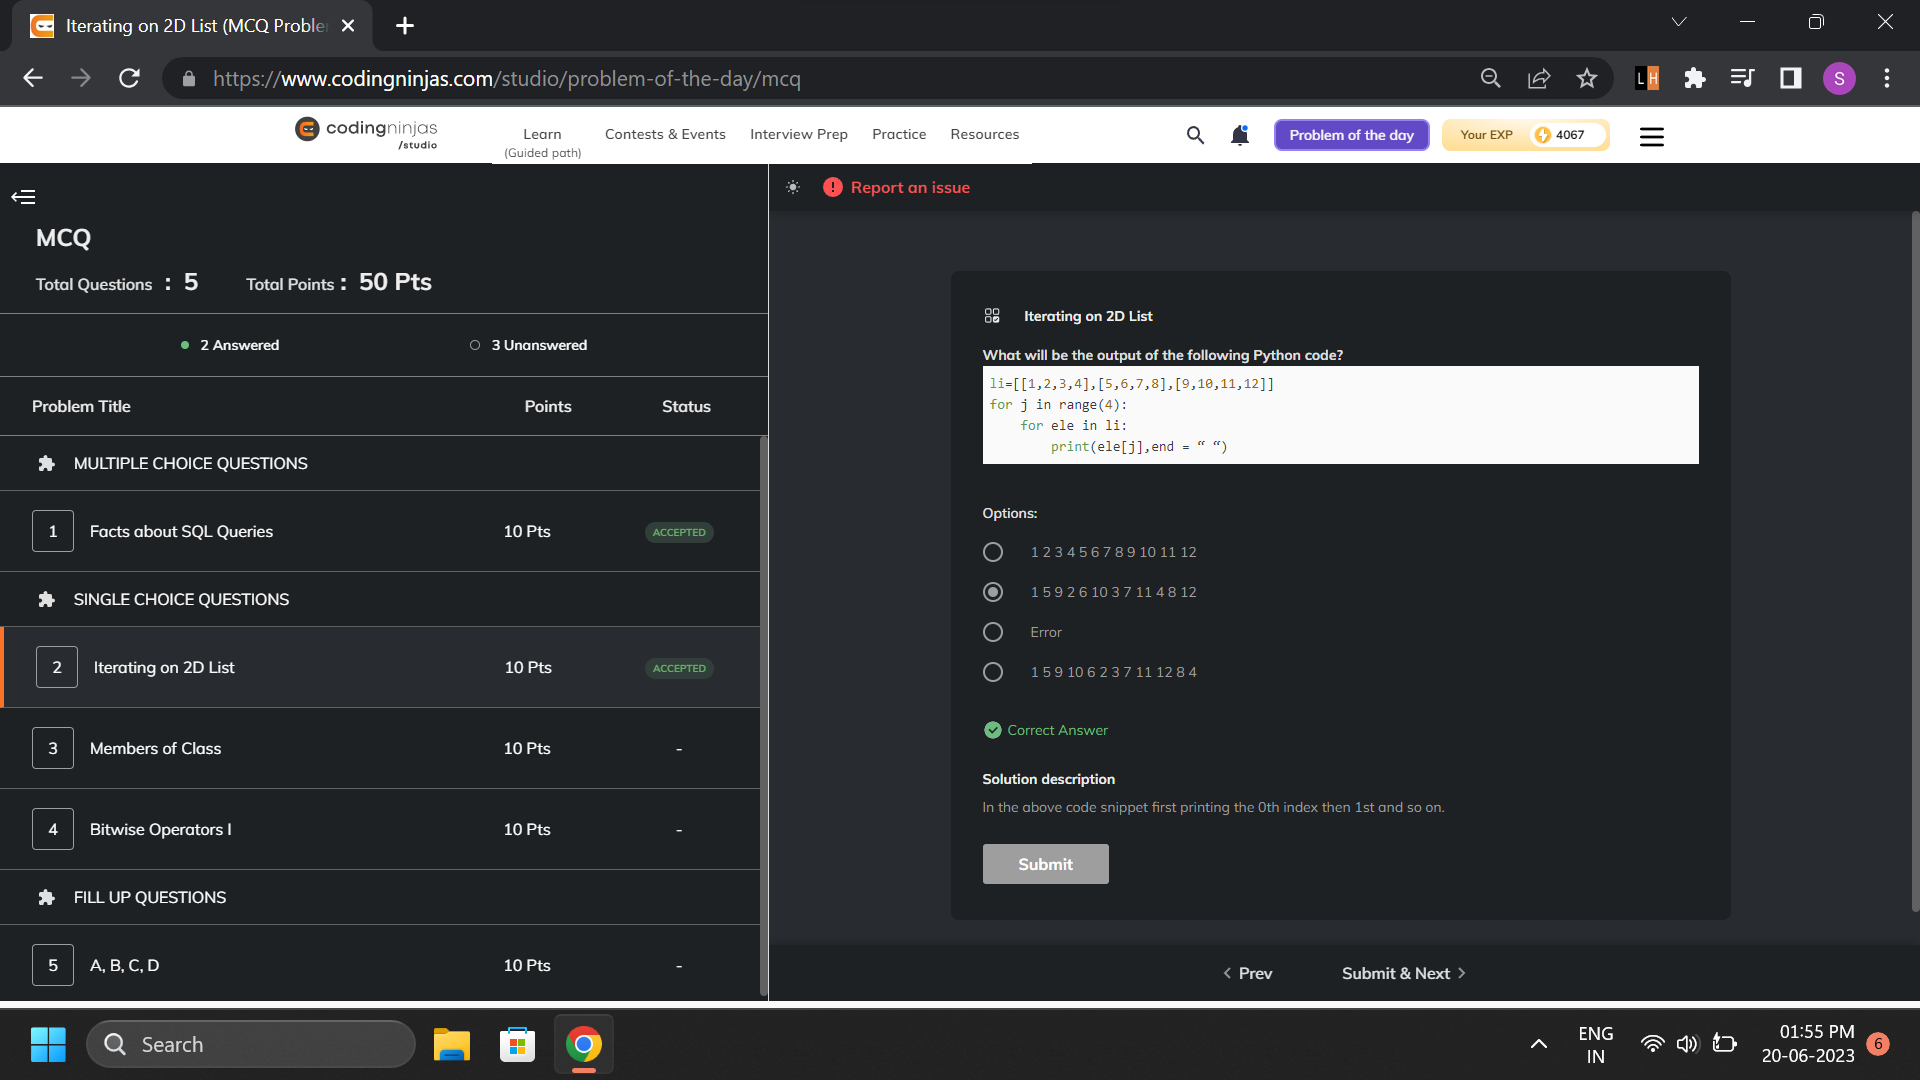 Iterating on 2D List (MCQ Proble
https://www.codingninjas.com/studio/problem-of-the-day/mcq
LH
S
codingninjas
/studio
Learn
(Guided path)
Contests & Events
Interview Prep
Practice
Resources
Problem of the day
Your EXP
4067
Report an issue
MCQ
Total Questions : 5
Total Points : 50 Pts
2 Answered
3 Unanswered
Problem Title
Points
Status
MULTIPLE CHOICE QUESTIONS
1 Facts about SQL Queries 10 Pts ACCEPTED
SINGLE CHOICE QUESTIONS
2 Iterating on 2D List 10 Pts ACCEPTED
3 Members of Class 10 Pts -
4 Bitwise Operators I 10 Pts -
FILL UP QUESTIONS
5 A, B, C, D 10 Pts -
Iterating on 2D List
What will be the output of the following Python code?
li=[[1,2,3,4],[5,6,7,8],[9,10,11,12]]
for j in range(4):
    for ele in li:
        print(ele[j],end = “ “)
Options:
1 2 3 4 5 6 7 8 9 10 11 12
1 5 9 2 6 10 3 7 11 4 8 12
Error
1 5 9 10 6 2 3 7 11 12 8 4
Correct Answer
Solution description
In the above code snippet first printing the 0th index then 1st and so on.
Submit
< Prev
Submit & Next >
Search
ENG
IN
01:55 PM
20-06-2023
6